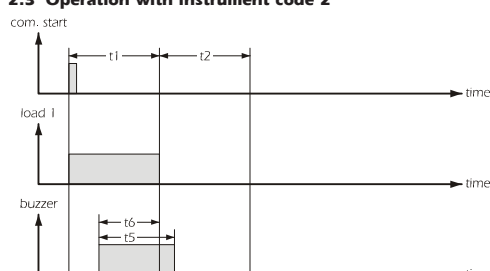 2.3 Operation with instrument code 2
com. start
t1
t2
time
load 1
time
buzzer
t6
t5